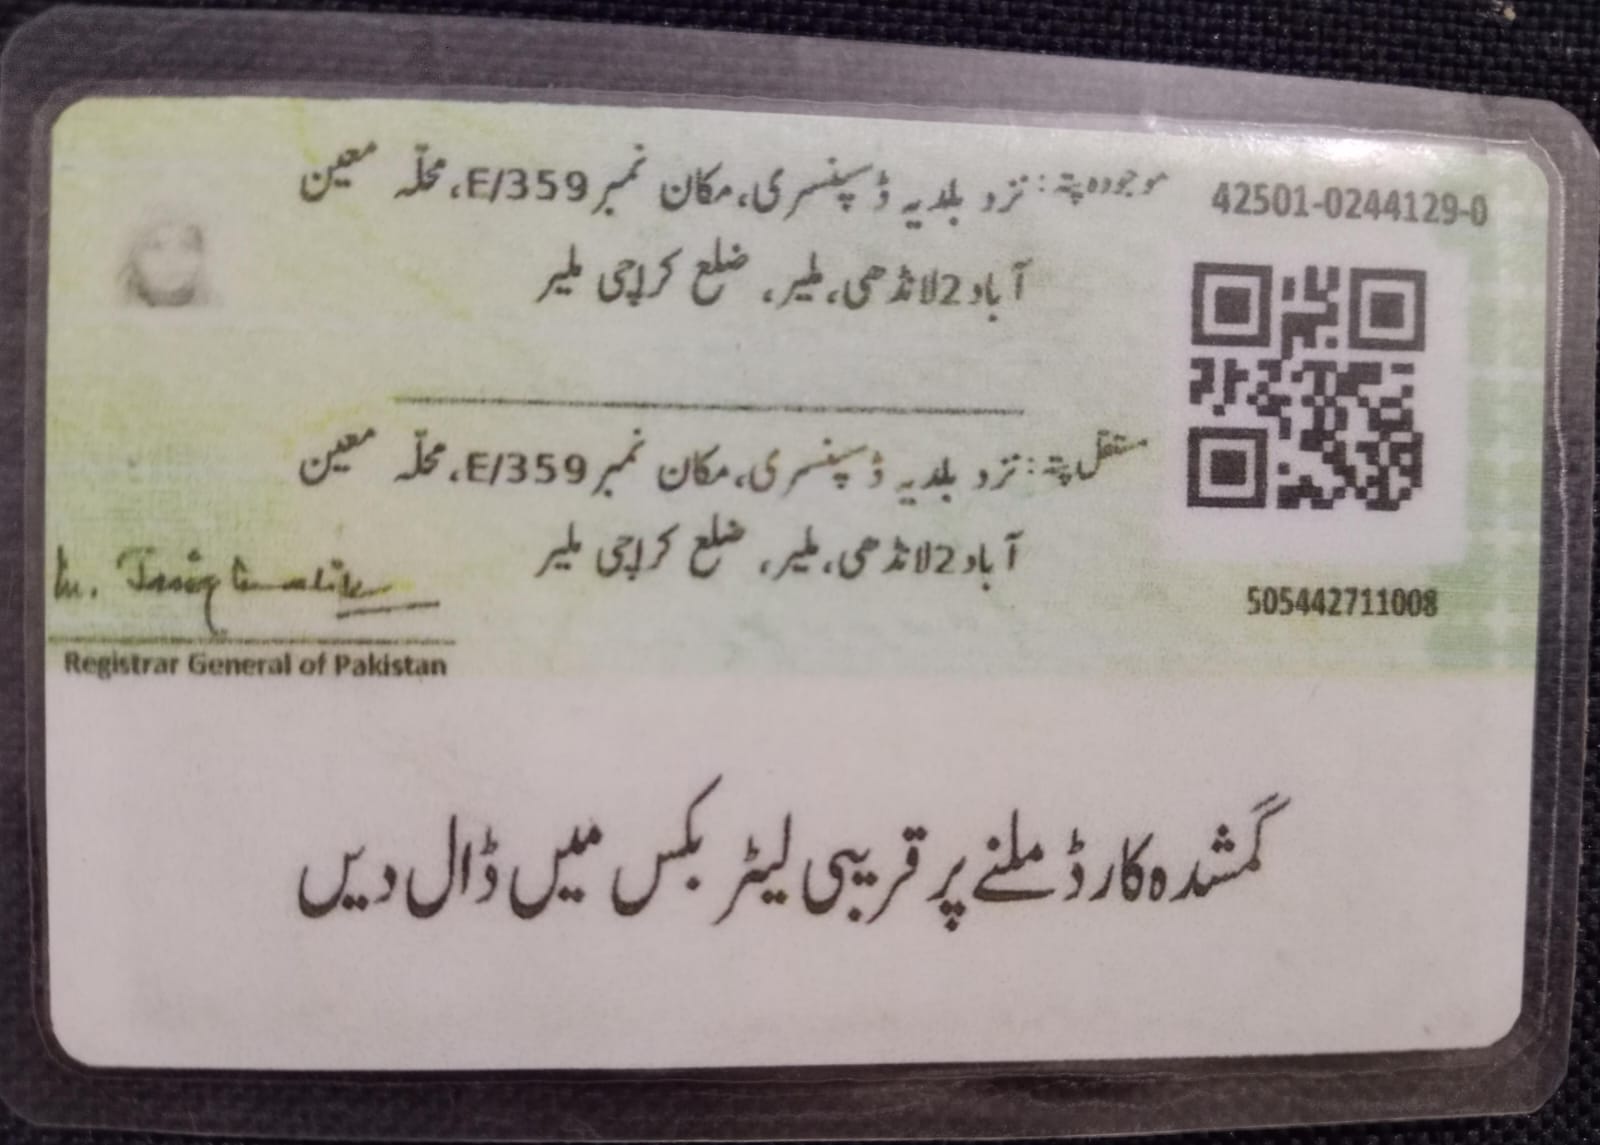 42501-0244129-0
موجودہ پتہ: نزد بلدیہ ڈسپنسری، مکان نمبر E/359، محلّہ معین
آباد 2 لانڈھی، ملیر، ضلع کراچی ملیر
مستقل پتہ: نزد بلدیہ ڈسپنسری، مکان نمبر E/359، محلّہ معین
آباد 2 لانڈھی، ملیر، ضلع کراچی ملیر
505442711008
Registrar General of Pakistan
گمشدہ کارڈ ملنے پر قریبی لیٹر بکس میں ڈال دیں